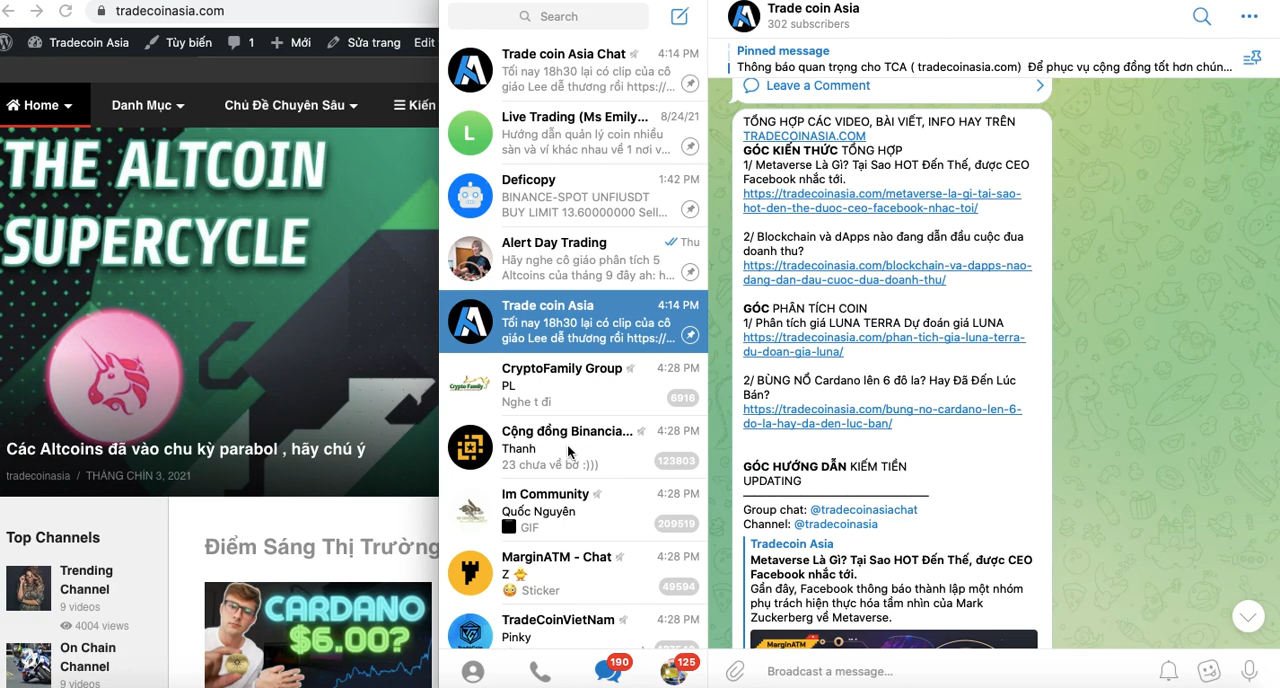 tradecoinasia.com
Tradecoin Asia
Tùy biến
1
Mới
Sửa trang
Edit
Home
Danh Mục
Chủ Đề Chuyên Sâu
Kiến
THE ALTCOIN
SUPERCYCLE
Các Altcoins đã vào chu kỳ parabol , hãy chú ý
tradecoinasia / THÁNG CHÍN 3, 2021
Top Channels
Trending
Channel
9 videos
4004 views
On Chain
Channel
9 videos
Điểm Sáng Thị Trường
CARDANO
$6.00?
Search
Trade coin Asia Chat
4:14 PM
Tối nay 18h30 lại có clip của cô
giáo Lee dễ thương rồi https:/...
Live Trading (Ms Emily...
8/24/21
L
Hướng dẫn quản lý coin nhiều
sàn và ví khác nhau về 1 nơi v...
Deficopy
1:42 PM
BINANCE-SPOT UNFIUSDT
BUY LIMIT 13.60000000 Sell...
Alert Day Trading
Thu
Hãy nghe cô giáo phân tích 5
Altcoins của tháng 9 đây ah: h...
Trade coin Asia
4:14 PM
Tối nay 18h30 lại có clip của cô
giáo Lee dễ thương rồi https://...
CryptoFamily Group
4:28 PM
Crypto Family
PL
Nghe t đi
6916
Cộng đồng Binancia...
4:28 PM
Thanh
23 chưa về bờ :)))
123803
Im Community
4:28 PM
Quốc Nguyên
GIF
209519
MarginATM - Chat
4:28 PM
Z
Sticker
49594
TradeCoinVietNam
4:28 PM
Pinky
190
125
Trade coin Asia
302 subscribers
Pinned message
Thông báo quan trọng cho TCA ( tradecoinasia.com) Để phục vụ cộng đồng tốt hơn chún...
Leave a Comment
TỔNG HỢP CÁC VIDEO, BÀI VIẾT, INFO HAY TRÊN
TRADECOINASIA.COM
GÓC KIẾN THỨC TỔNG HỢP
1/ Metaverse Là Gì? Tại Sao HOT Đến Thế, được CEO
Facebook nhắc tới.
https://tradecoinasia.com/metaverse-la-gi-tai-sao-
hot-den-the-duoc-ceo-facebook-nhac-toi/
2/ Blockchain và dApps nào đang dẫn đầu cuộc đua
doanh thu?
https://tradecoinasia.com/blockchain-va-dapps-nao-
dang-dan-dau-cuoc-dua-doanh-thu/
GÓC PHÂN TÍCH COIN
1/ Phân tích giá LUNA TERRA Dự đoán giá LUNA
https://tradecoinasia.com/phan-tich-gia-luna-terra-
du-doan-gia-luna/
2/ BÙNG NỔ Cardano lên 6 đô la? Hay Đã Đến Lúc
Bán?
https://tradecoinasia.com/bung-no-cardano-len-6-
do-la-hay-da-den-luc-ban/
GÓC HƯỚNG DẪN KIẾM TIỀN
UPDATING
Group chat: @tradecoinasiachat
Channel: @tradecoinasia
Tradecoin Asia
Metaverse Là Gì? Tại Sao HOT Đến Thế, được CEO
Facebook nhắc tới.
Gần đây, Facebook thông báo thành lập một nhóm
phụ trách hiện thực hóa tầm nhìn của Mark
Zuckerberg về Metaverse.
MarginATM
Broadcast a message...